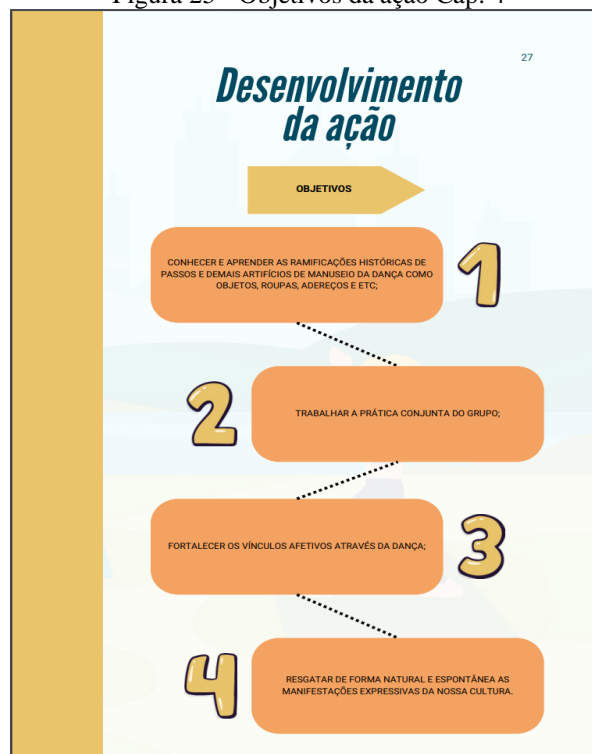 Figura 25 - Objetivos da ação Cap. 4
27
Desenvolvimento
da ação
OBJETIVOS
CONHECER E APRENDER AS RAMIFICAÇÕES HISTÓRICAS DE
PASSOS E DEMAIS ARTIFÍCIOS DE MANUSEIO DA DANÇA COMO
OBJETOS, ROUPAS, ADEREÇOS E ETC;
1
2
TRABALHAR A PRÁTICA CONJUNTA DO GRUPO;
FORTALECER OS VÍNCULOS AFETIVOS ATRAVÉS DA DANÇA;
3
4
RESGATAR DE FORMA NATURAL E ESPONTÂNEA AS
MANIFESTAÇÕES EXPRESSIVAS DA NOSSA CULTURA.